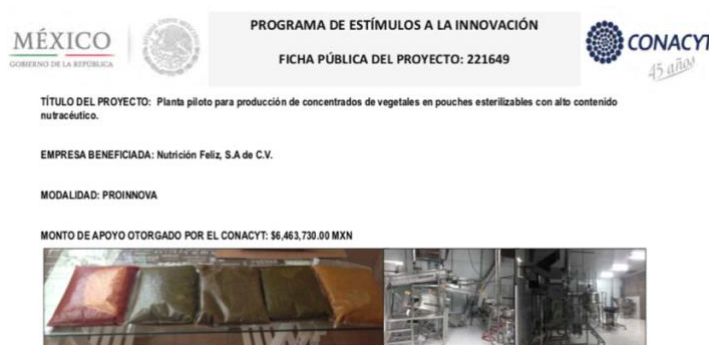 MÉXICO
GOBIERNO DE LA REPÚBLICA
PROGRAMA DE ESTÍMULOS A LA INNOVACIÓN
FICHA PÚBLICA DEL PROYECTO: 221649
CONACYT
45 años
TÍTULO DEL PROYECTO: Planta piloto para producción de concentrados de vegetales en pouches esterilizables con alto contenido
nutracéutico.
EMPRESA BENEFICIADA: Nutrición Feliz, S.A de C.V.
MODALIDAD: PROINNOVA
MONTO DE APOYO OTORGADO POR EL CONACYT: $6,463,730.00 MXN